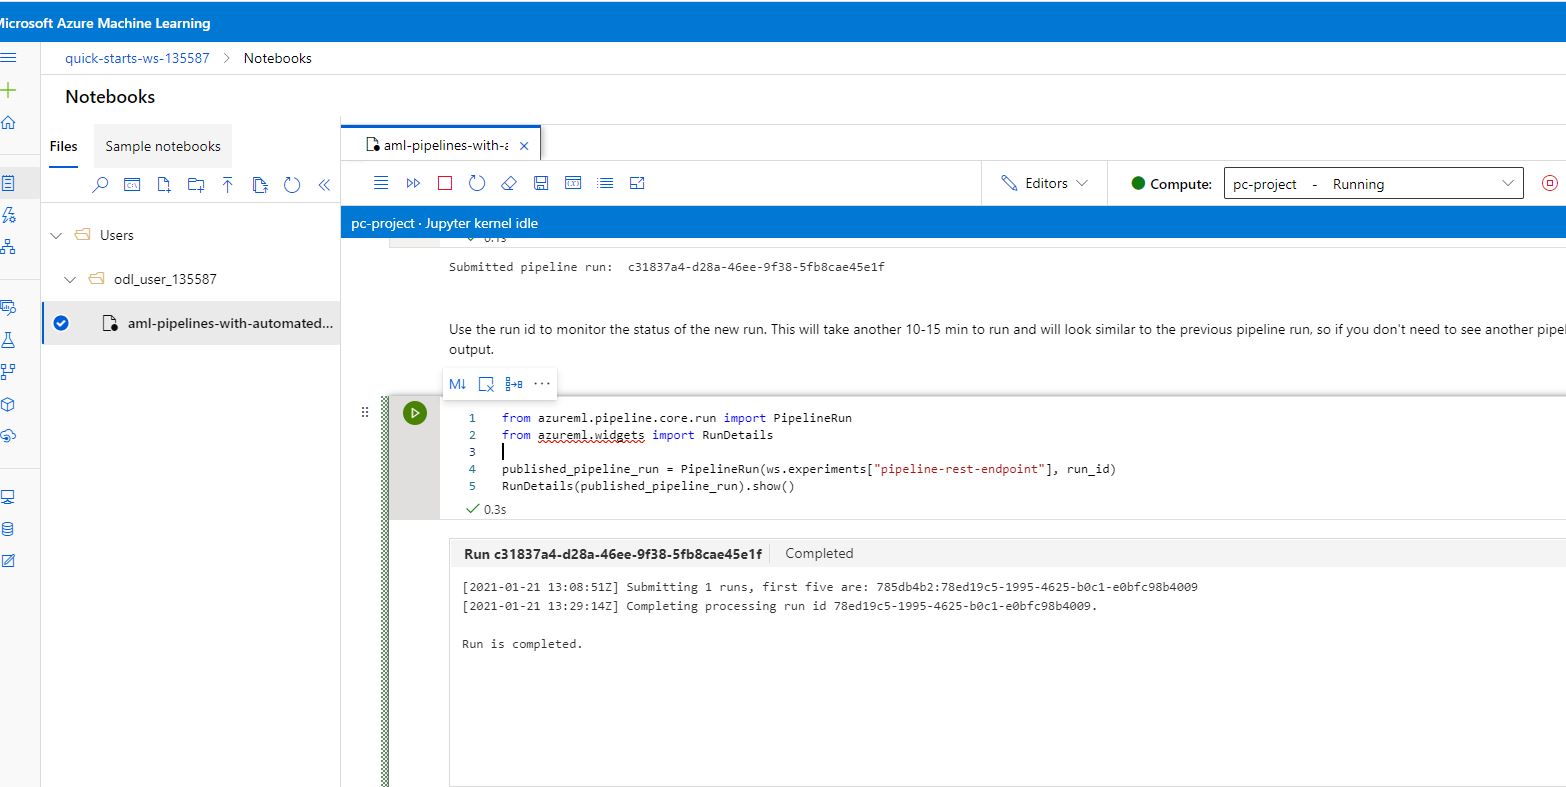 Microsoft Azure Machine Learning
quick-starts-ws-135587 > Notebooks
Notebooks
Files
Sample notebooks
aml-pipelines-with-a
Editors
Compute:
pc-project - Running
pc-project · Jupyter kernel idle
Users
odl_user_135587
aml-pipelines-with-automated...
0.1s
Submitted pipeline run: c31837a4-d28a-46ee-9f38-5fb8cae45e1f
Use the run id to monitor the status of the new run. This will take another 10-15 min to run and will look similar to the previous pipeline run, so if you don't need to see another pipel
output.
M↓
...
1 from azureml.pipeline.core.run import PipelineRun
2 from azureml.widgets import RunDetails
3
4 published_pipeline_run = PipelineRun(ws.experiments["pipeline-rest-endpoint"], run_id)
5 RunDetails(published_pipeline_run).show()
0.3s
Run c31837a4-d28a-46ee-9f38-5fb8cae45e1f
Completed
[2021-01-21 13:08:51Z] Submitting 1 runs, first five are: 785db4b2:78ed19c5-1995-4625-b0c1-e0bfc98b4009
[2021-01-21 13:29:14Z] Completing processing run id 78ed19c5-1995-4625-b0c1-e0bfc98b4009.
Run is completed.